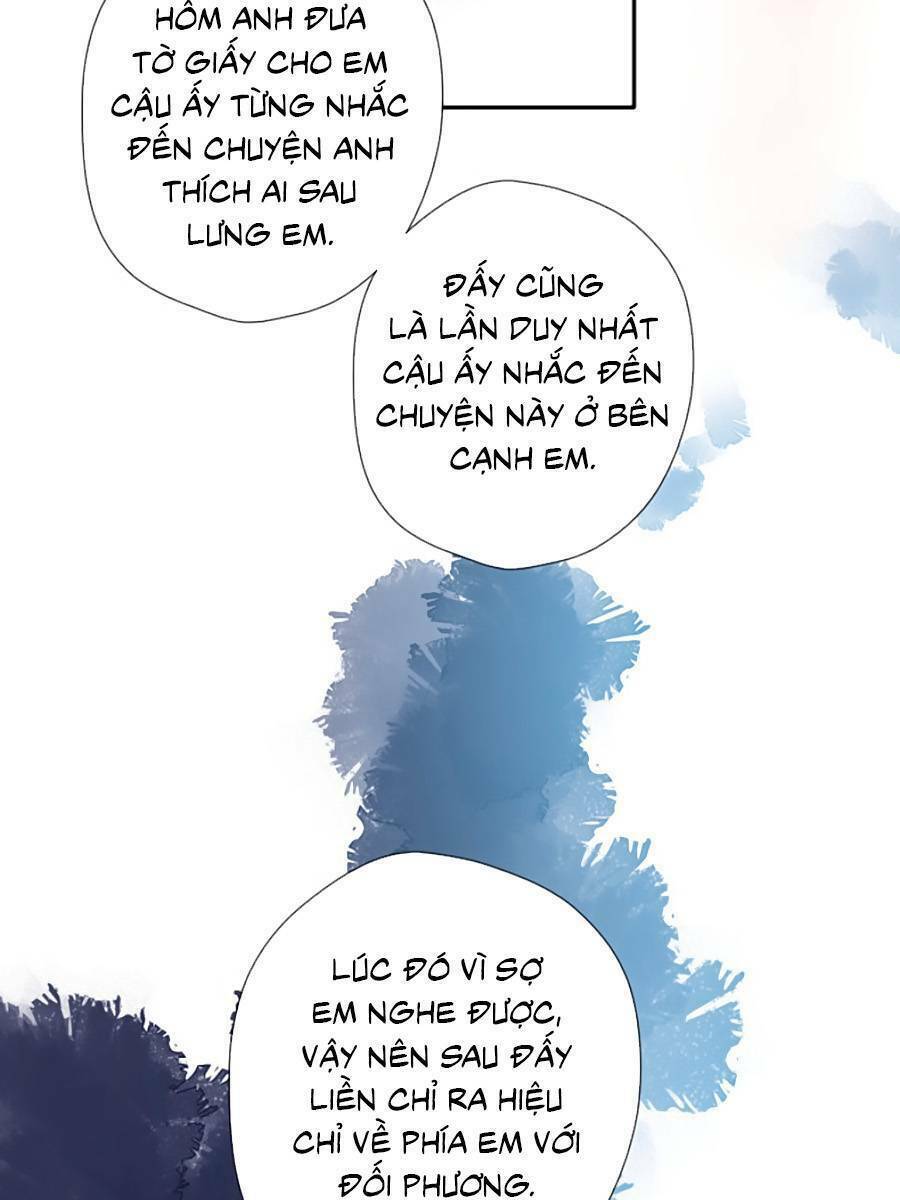 HÔM ANH ĐƯA
TỜ GIẤY CHO EM
CẬU ẤY TỪNG NHẮC
ĐẾN CHUYỆN ANH
THÍCH AI SAU
LƯNG EM.
ĐẤY CŨNG
LÀ LẦN DUY NHẤT
CẬU ẤY NHẮC ĐẾN
CHUYỆN NÀY Ở BÊN
CẠNH EM.
LÚC ĐÓ VÌ SỢ
EM NGHE ĐƯỢC,
VẬY NÊN SAU ĐẤY
LIỀN CHỈ RA HIỆU
CHỈ VỀ PHÍA EM VỚI
ĐỐI PHƯƠNG.